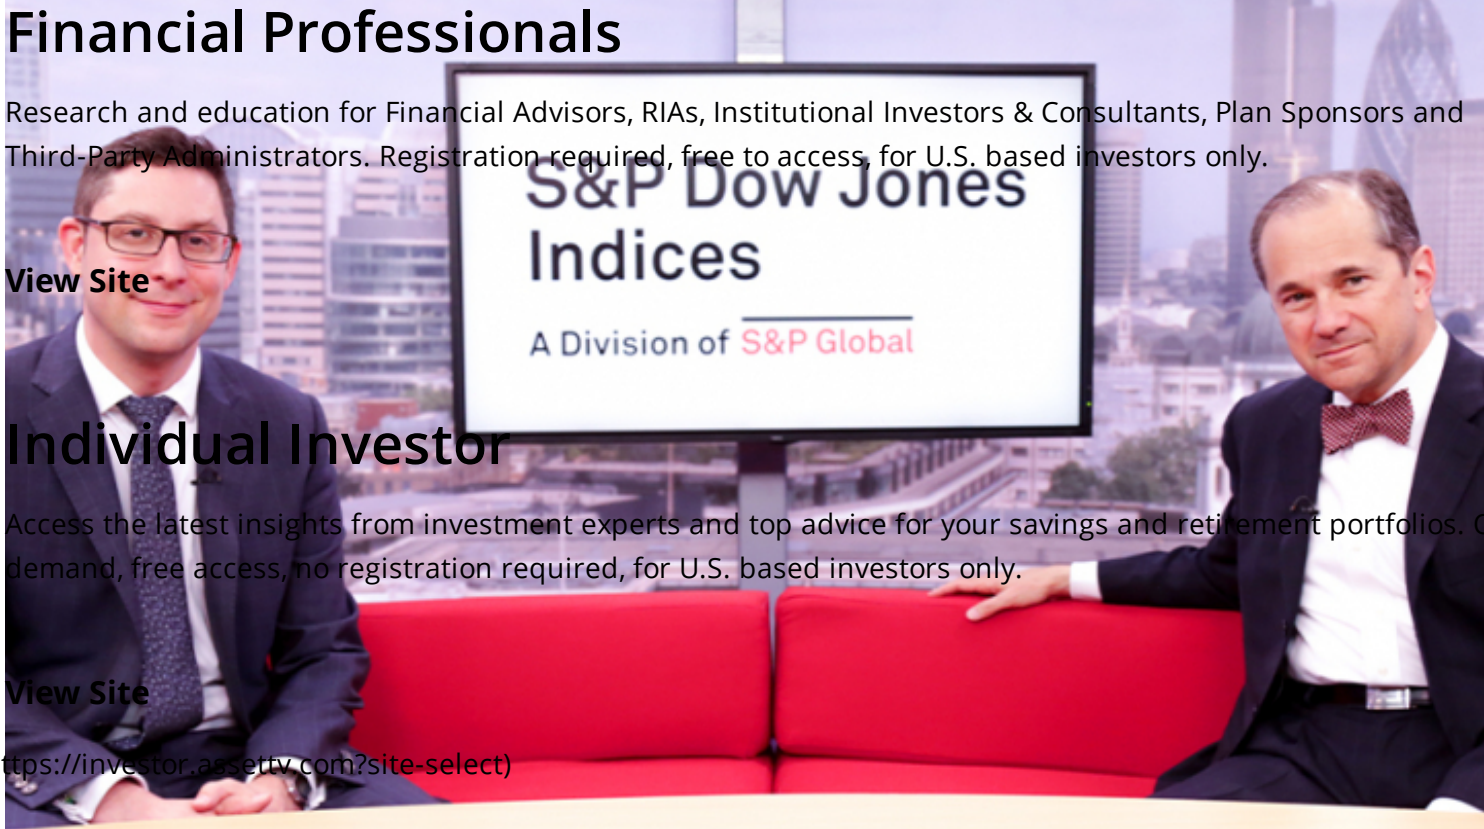 Financial Professionals
Research and education for Financial Advisors, RIAs, Institutional Investors & Consultants, Plan Sponsors and
Third-Party Administrators. Registration required, free to access, for U.S. based investors only.
S&P Dow Jones
Indices
View Site
A Division of S&P Global
Individual Investor
Access the latest insights from investment experts and top advice for your savings and retirement portfolios.
demand, free access, no registration required, for U.S. based investors only.
View Site
ttps://investor.assettv.com?site-select)